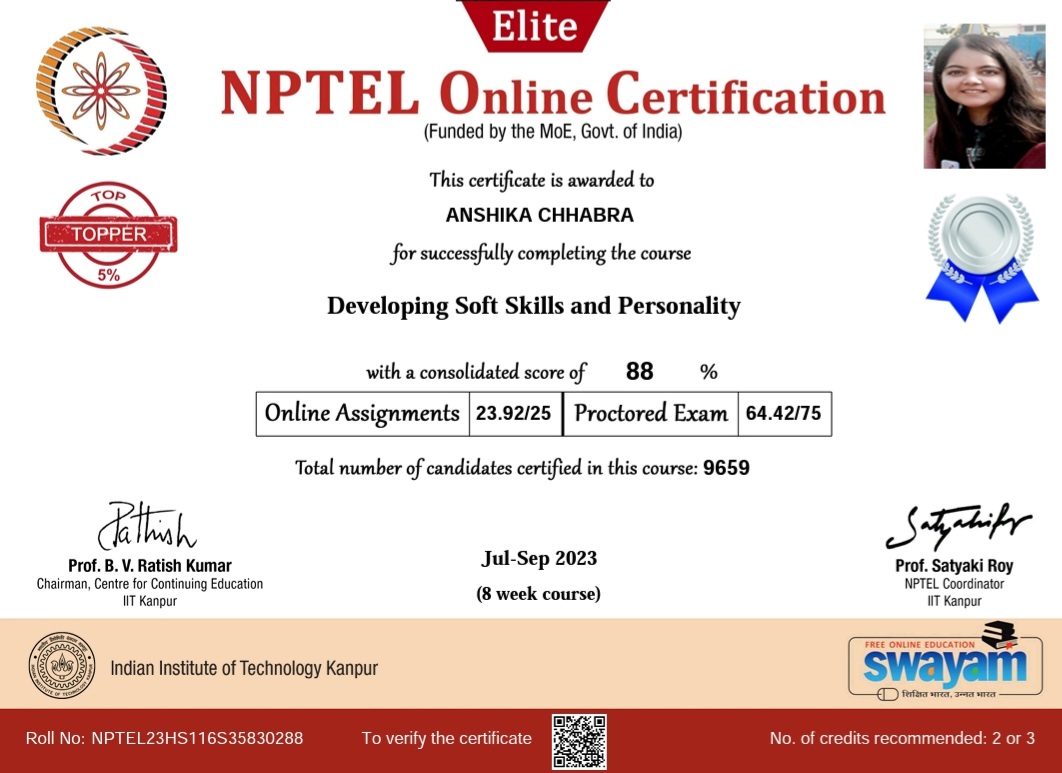 Elite
NPTEL Online Certification
(Funded by the MoE, Govt. of India)
This certificate is awarded to
ANSHIKA CHHABRA
for successfully completing the course
Developing Soft Skills and Personality
with a consolidated score of 88 %
Online Assignments 23.92/25 Proctored Exam 64.42/75
Total number of candidates certified in this course: 9659
TOP
TOPPER
5%
Prof. B. V. Ratish Kumar
Chairman, Centre for Continuing Education
IIT Kanpur
Jul-Sep 2023
(8 week course)
Prof. Satyaki Roy
NPTEL Coordinator
IIT Kanpur
Indian Institute of Technology Kanpur
FREE ONLINE EDUCATION
swayam
शिक्षित भारत, उन्नत भारत
Roll No: NPTEL23HS116S35830288
To verify the certificate
No. of credits recommended: 2 or 3